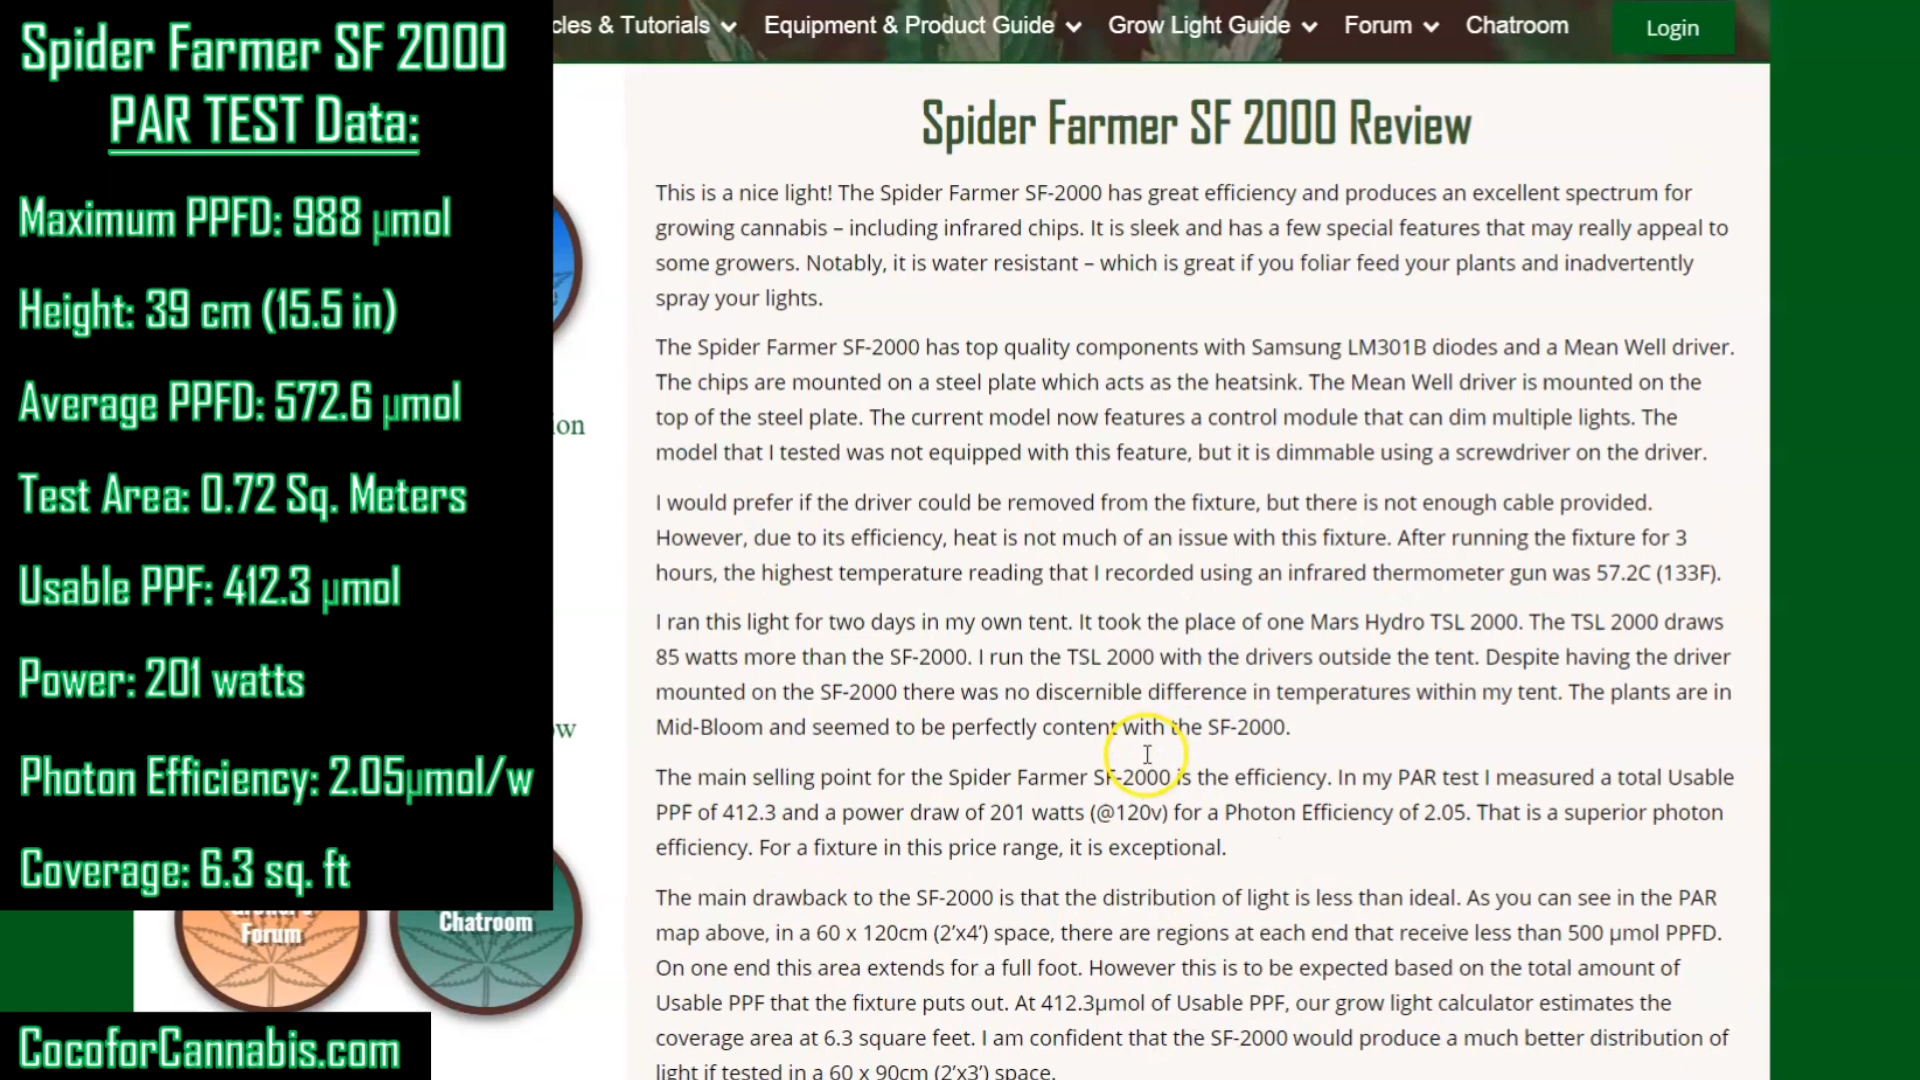 Spider Farmer SF 2000
PAR TEST Data:
Maximum PPFD: 988 µmol
Height: 39 cm (15.5 in)
Average PPFD: 572.6 µmol
Test Area: 0.72 Sq. Meters
Usable PPF: 412.3 µmol
Power: 201 watts
Photon Efficiency: 2.05µmol/w
Coverage: 6.3 sq. ft
Forum
Chatroom
CocoforCannabis.com
cles & Tutorials
Equipment & Product Guide
Grow Light Guide
Forum
Chatroom
Login
ion
w
Spider Farmer SF 2000 Review
This is a nice light! The Spider Farmer SF-2000 has great efficiency and produces an excellent spectrum for
growing cannabis – including infrared chips. It is sleek and has a few special features that may really appeal to
some growers. Notably, it is water resistant – which is great if you foliar feed your plants and inadvertently
spray your lights.
The Spider Farmer SF-2000 has top quality components with Samsung LM301B diodes and a Mean Well driver.
The chips are mounted on a steel plate which acts as the heatsink. The Mean Well driver is mounted on the
top of the steel plate. The current model now features a control module that can dim multiple lights. The
model that I tested was not equipped with this feature, but it is dimmable using a screwdriver on the driver.
I would prefer if the driver could be removed from the fixture, but there is not enough cable provided.
However, due to its efficiency, heat is not much of an issue with this fixture. After running the fixture for 3
hours, the highest temperature reading that I recorded using an infrared thermometer gun was 57.2C (133F).
I ran this light for two days in my own tent. It took the place of one Mars Hydro TSL 2000. The TSL 2000 draws
85 watts more than the SF-2000. I run the TSL 2000 with the drivers outside the tent. Despite having the driver
mounted on the SF-2000 there was no discernible difference in temperatures within my tent. The plants are in
Mid-Bloom and seemed to be perfectly content with the SF-2000.
The main selling point for the Spider Farmer SF-2000 is the efficiency. In my PAR test I measured a total Usable
PPF of 412.3 and a power draw of 201 watts (@120v) for a Photon Efficiency of 2.05. That is a superior photon
efficiency. For a fixture in this price range, it is exceptional.
The main drawback to the SF-2000 is that the distribution of light is less than ideal. As you can see in the PAR
map above, in a 60 x 120cm (2’x4’) space, there are regions at each end that receive less than 500 µmol PPFD.
On one end this area extends for a full foot. However this is to be expected based on the total amount of
Usable PPF that the fixture puts out. At 412.3µmol of Usable PPF, our grow light calculator estimates the
coverage area at 6.3 square feet. I am confident that the SF-2000 would produce a much better distribution of
light if tested in a 60 x 90cm (2’x3’) space.